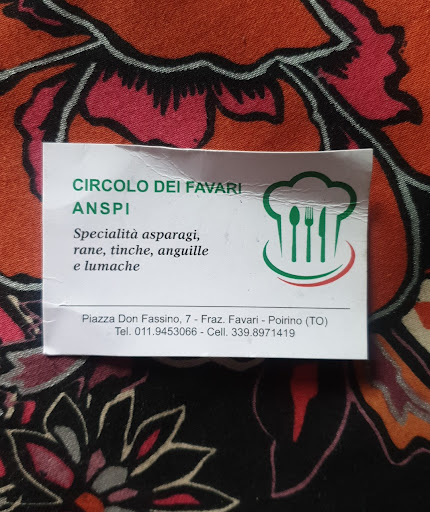 CIRCOLO DEI FAVARI
ANSPI
Specialità asparagi,
rane, tinche, anguille
e lumache
Piazza Don Fassino, 7 - Fraz. Favari - Poirino (TO)
Tel. 011.9453066 - Cell. 339.8971419